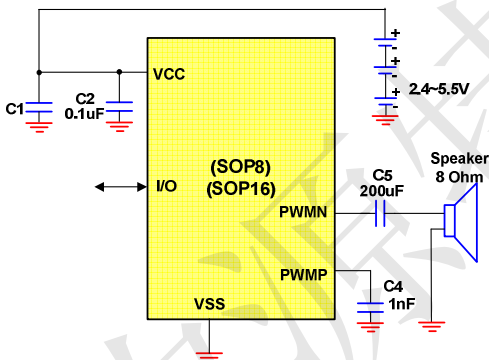 VCC
C1
C2
0.1uF
+
-
+
-
+
-
2.4~5.5V
(SOP8)
(SOP16)
I/O
PWMN
C5
200uF
Speaker
8 Ohm
PWMP
C4
1nF
VSS